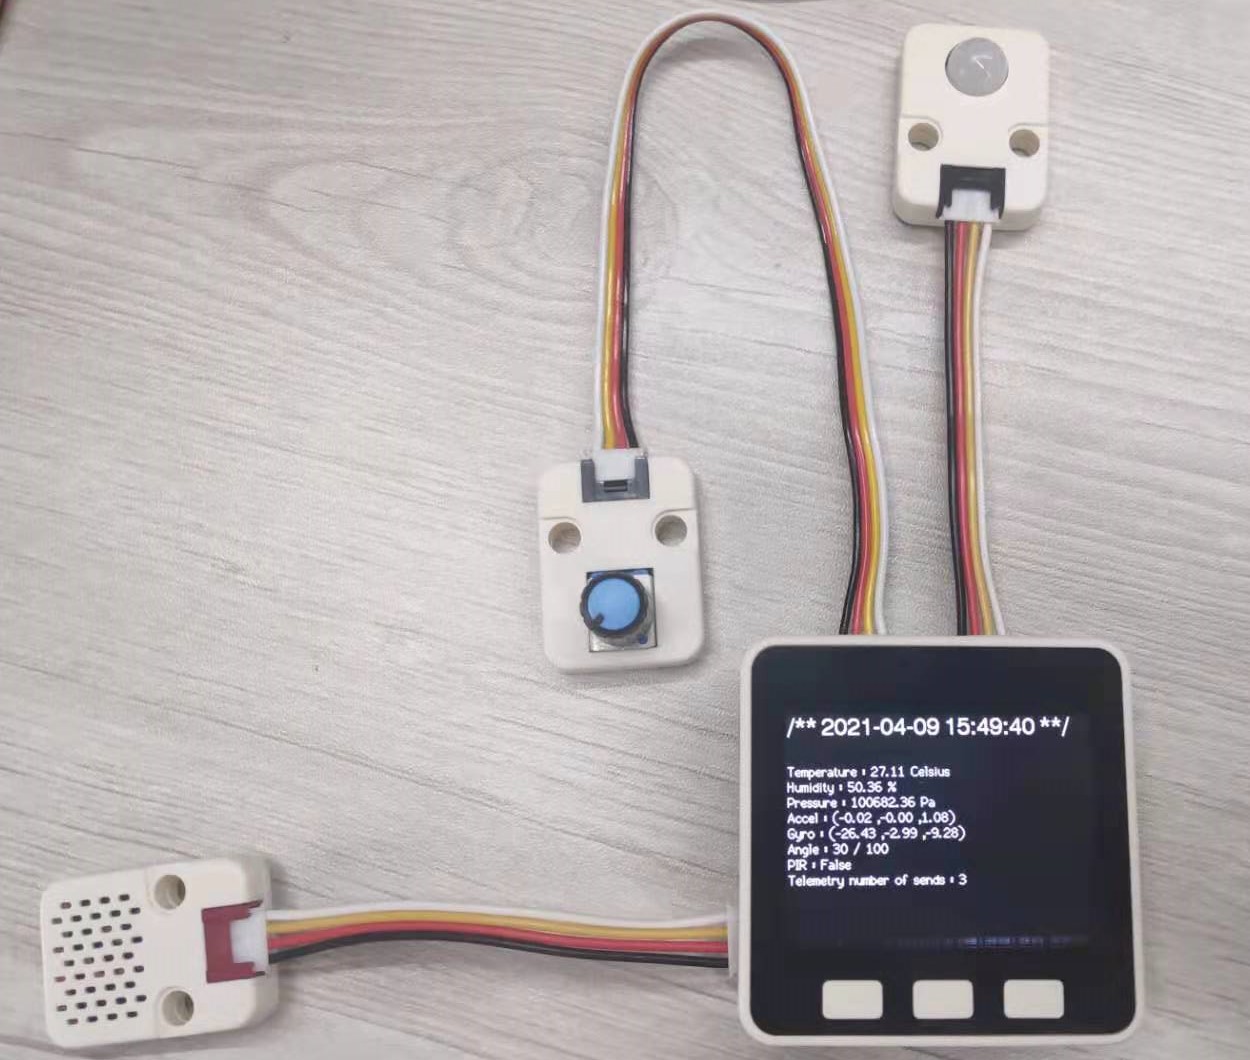 /** 2021-04-09 15:49:40 **/
Temperature : 27.11 Celsius
Humidity : 50.36 %
Pressure : 100682.36 Pa
Accel : (-0.02 ,-0.00 ,1.08)
Gyro : (-26.43 ,-2.99 ,-9.28)
Angle : 30 / 100
PIR : False
Telemetry number of sends : 3